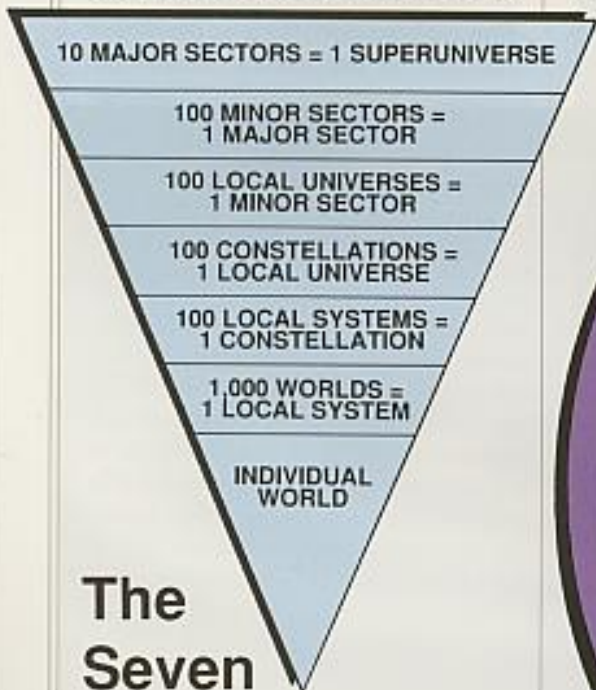 10 MAJOR SECTORS = 1 SUPERUNIVERSE
100 MINOR SECTORS =
1 MAJOR SECTOR
100 LOCAL UNIVERSES =
1 MINOR SECTOR
100 CONSTELLATIONS =
1 LOCAL UNIVERSE
100 LOCAL SYSTEMS =
1 CONSTELLATION
1,000 WORLDS =
1 LOCAL SYSTEM
INDIVIDUAL
WORLD
The
Seven